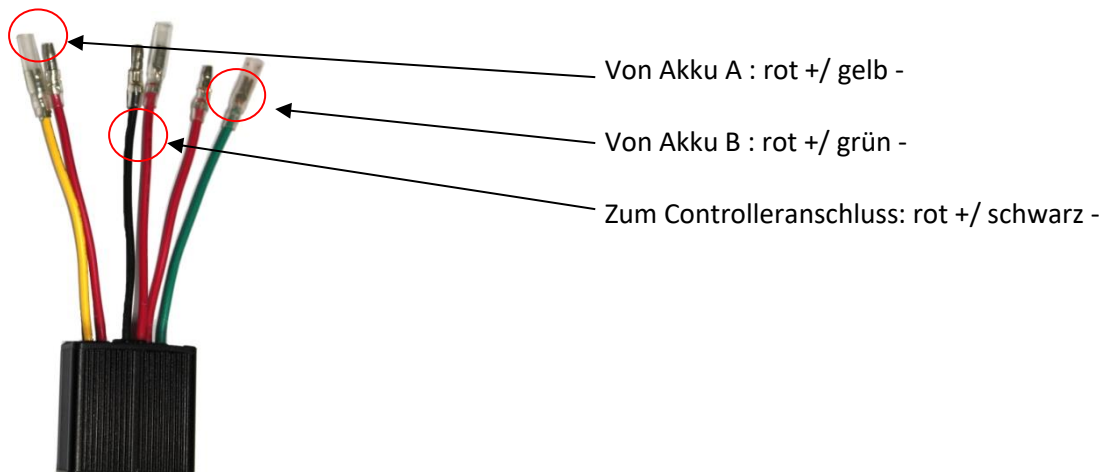 Von Akku A : rot +/ gelb -
Von Akku B : rot +/ grün -
Zum Controlleranschluss: rot +/ schwarz -